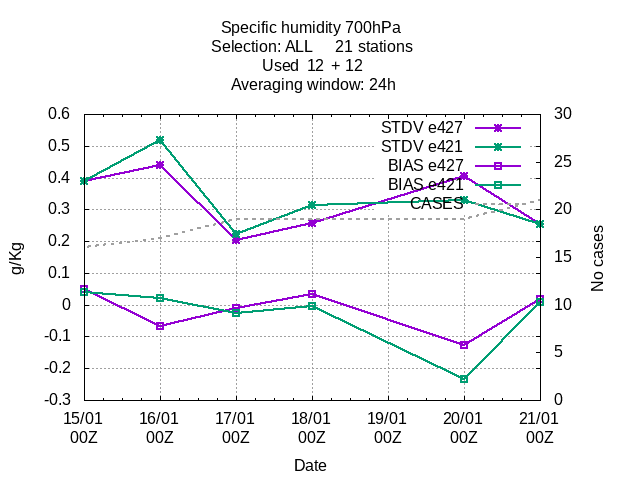 Specific humidity 700hPa
Selection: ALL 21 stations
Used 12 + 12
Averaging window: 24h
g/Kg
0.6
0.5
0.4
0.3
0.2
0.1
0
-0.1
-0.2
-0.3
30
25
20
15
10
5
0
No cases
STDV e427
STDV e421
BIAS e427
BIAS e421
CASES
15/01 16/01 17/01 18/01 19/01 20/01 21/01
00Z 00Z 00Z 00Z 00Z 00Z 00Z
Date